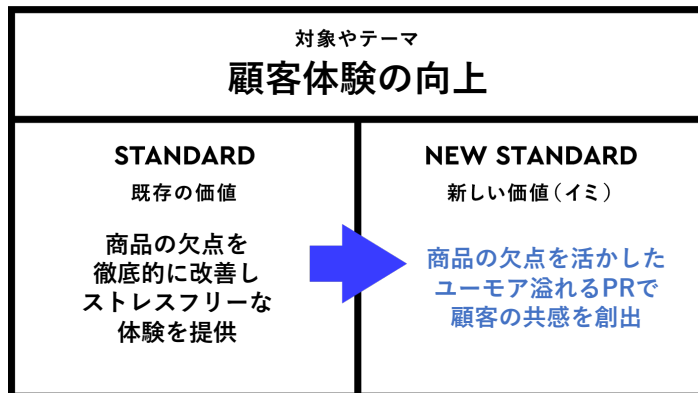 対象やテーマ
顧客体験の向上
STANDARD
既存の価値
商品の欠点を
徹底的に改善し
ストレスフリーな
体験を提供
NEW STANDARD
新しい価値（イミ）
商品の欠点を活かした
ユーモア溢れるPRで
顧客の共感を創出